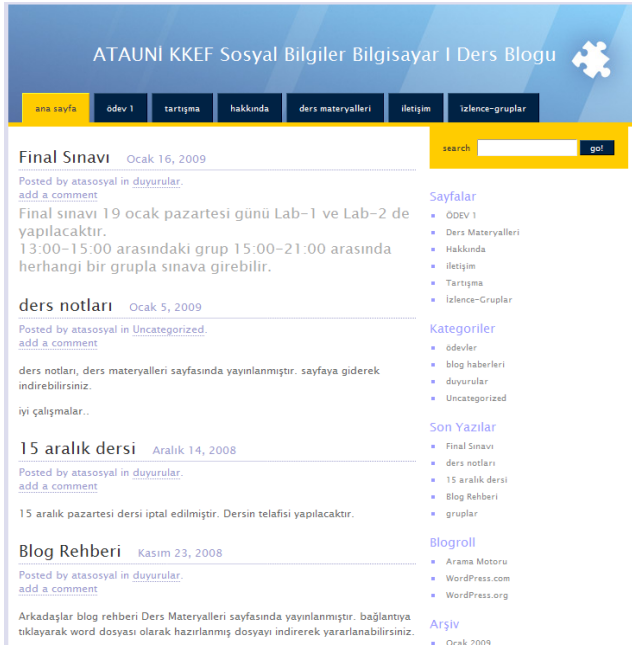 ATAUNİ KKEF Sosyal Bilgiler Bilgisayar I Ders Blogu
ana sayfa ödev 1 tartışma hakkında ders materyalleri iletişim izlence-gruplar
Final Sınavı Ocak 16, 2009
Posted by atasosyal in duyurular.
add a comment
Final sınavı 19 ocak pazartesi günü Lab-1 ve Lab-2 de
yapılacaktır.
13:00-15:00 arasındaki grup 15:00-21:00 arasında
herhangi bir grupla sınava girebilir.
ders notları Ocak 5, 2009
Posted by atasosyal in Uncategorized.
add a comment
ders notları, ders materyalleri sayfasında yayınlanmıştır. sayfaya giderek
indirebilirsiniz.
iyi çalışmalar..
15 aralık dersi Aralık 14, 2008
Posted by atasosyal in duyurular.
add a comment
15 aralık pazartesi dersi iptal edilmiştir. Dersin telafisi yapılacaktır.
Blog Rehberi Kasım 23, 2008
Posted by atasosyal in duyurular.
add a comment
Arkadaşlar blog rehberi Ders Materyalleri sayfasında yayınlanmıştır. bağlantıya
tıklayarak word dosyası olarak hazırlanmış dosyayı indirerek yararlanabilirsiniz.
search go!
Sayfalar
ÖDEV 1
Ders Materyalleri
Hakkında
iletişim
Tartışma
İzlence-Gruplar
Kategoriler
ödevler
blog haberleri
duyurular
Uncategorized
Son Yazılar
Final Sınavı
ders notları
15 aralık dersi
Blog Rehberi
gruplar
Blogroll
Arama Motoru
WordPress.com
WordPress.org
Arşiv
Ocak 2009